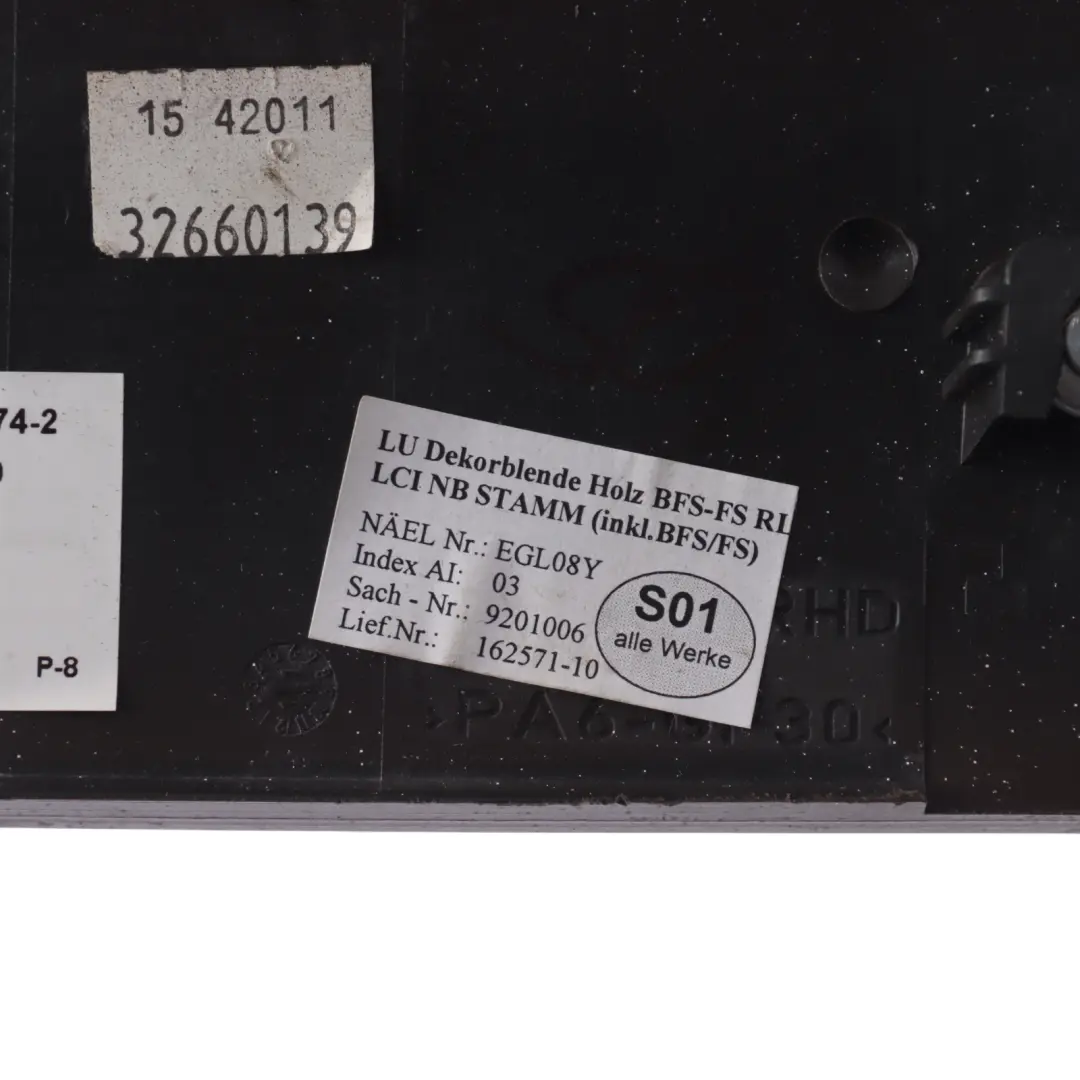 15 42011
32660139
74-2
P-8
LU Dekorblende Holz BFS-FS RL
LCI NB STAMM (inkl.BFS/FS)
NÄEL Nr.: EGL08Y
Index AI: 03
Sach - Nr.: 9201006
Lief.Nr.: 162571-10
S01
alle Werke
RHD